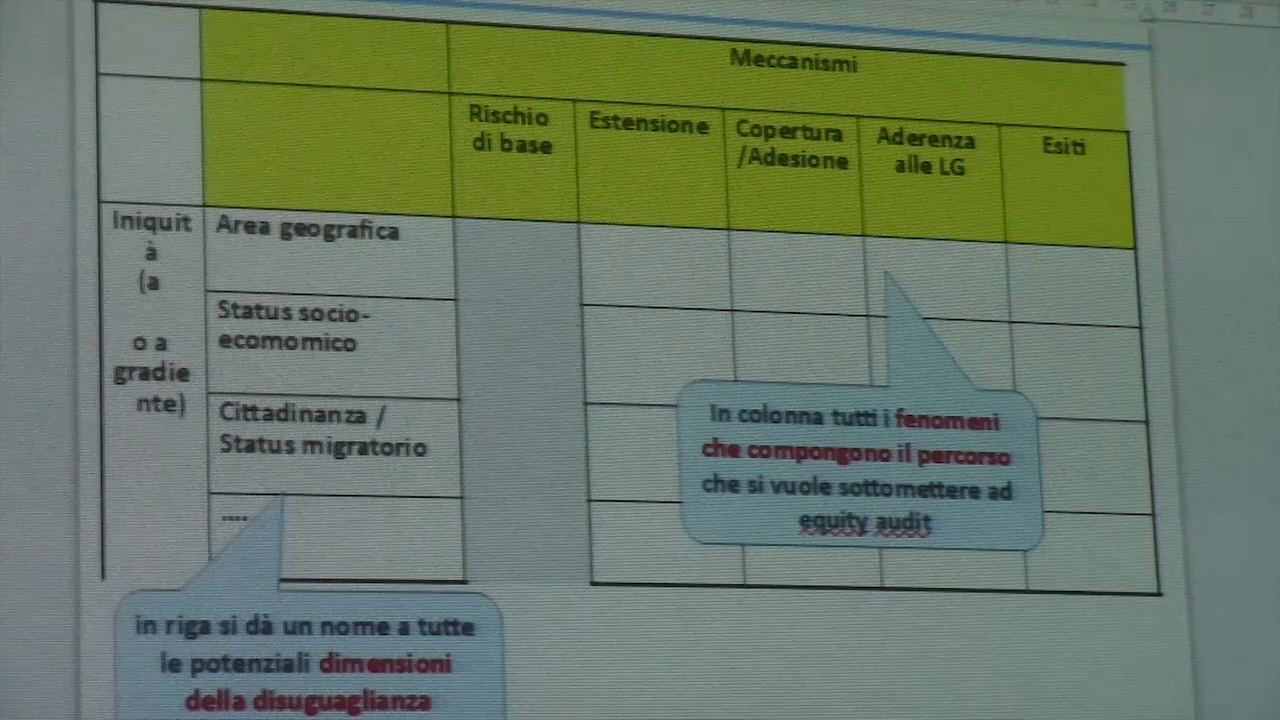 Meccanismi
Rischio
di base
Estensione
Copertura
/Adesione
Aderenza
alle LG
Esiti
Iniquit
à
(a
o a
gradie
nte)
Area geografica
Status socio-
ecomomico
Cittadinanza /
Status migratorio
....
In colonna tutti i fenomeni
che compongono il percorso
che si vuole sottomettere ad
equity audit
in riga si dà un nome a tutte
le potenziali dimensioni
della disuguaglianza